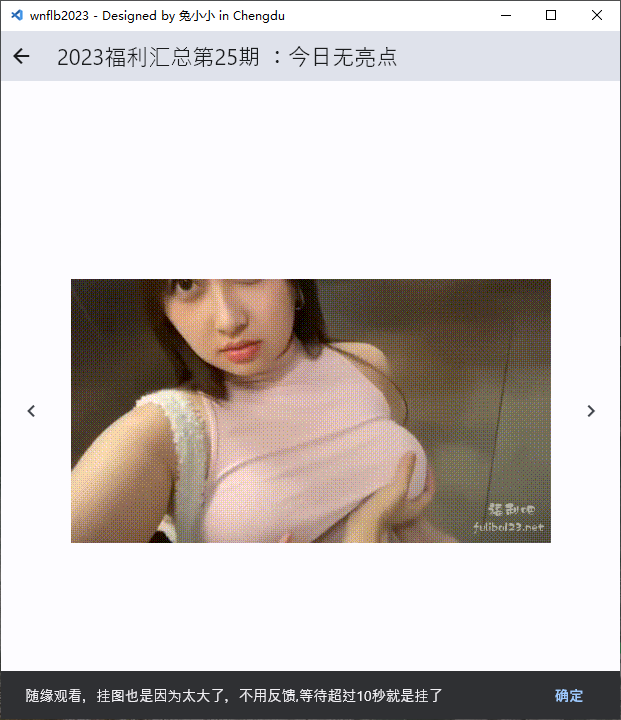 wnflb2023 - Designed by 兔小小 in Chengdu
2023福利汇总第25期 ：今日无亮点
福利吧
fulibo123.net
随缘观看，挂图也是因为太大了，不用反馈,等待超过10秒就是挂了
确定